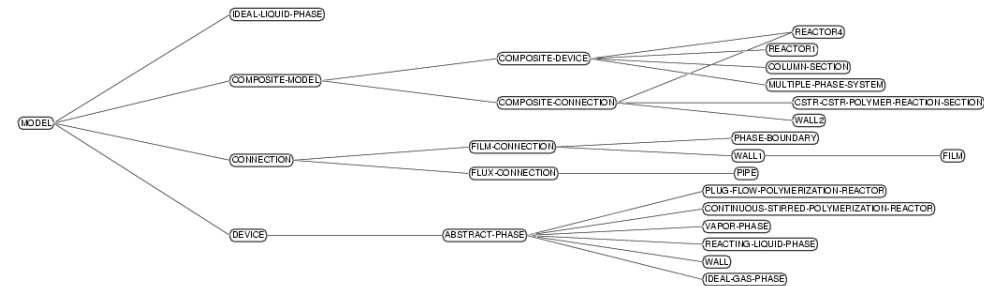 IDEAL-LIQUID-PHASE
REACTOR4
REACTOR1
COMPOSITE-DEVICE
COLUMN-SECTION
COMPOSITE-MODEL
MULTIPLE-PHASE-SYSTEM
COMPOSITE-CONNECTION
CSTR-CSTR-POLYMER-REACTION-SECTION
MODEL
WALL2
PHASE-BOUNDARY
FILM-CONNECTION
CONNECTION
WALL1
FILM
FLUX-CONNECTION
PIPE
PLUG-FLOW-POLYMERIZATION-REACTOR
CONTINUOUS-STIRRED-POLYMERIZATION-REACTOR
VAPOR-PHASE
DEVICE
ABSTRACT-PHASE
REACTING-LIQUID-PHASE
WALL
IDEAL-GAS-PHASE